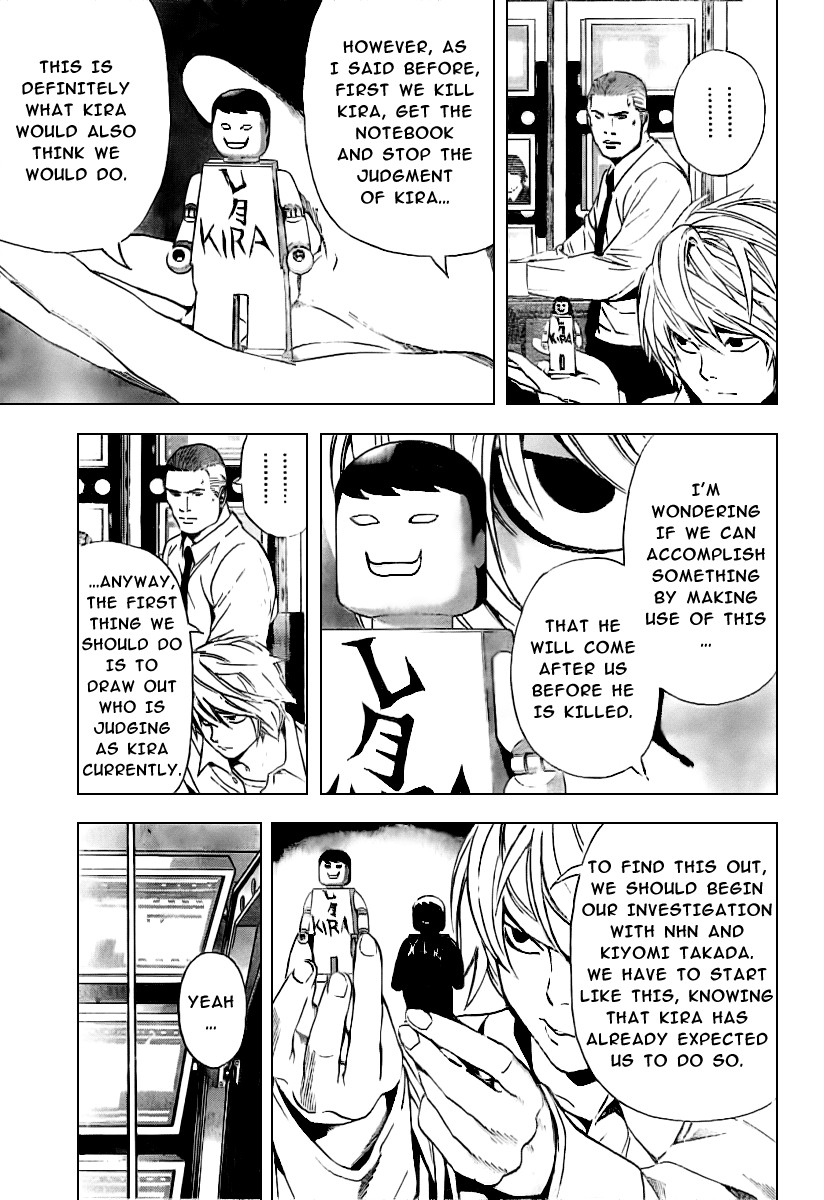 ………
KIRA
HOWEVER, AS
I SAID BEFORE,
FIRST WE KILL
KIRA, GET THE
NOTEBOOK
AND STOP THE
JUDGMENT
OF KIRA...
THIS IS
DEFINITELY
WHAT KIRA
WOULD ALSO
THINK WE
WOULD DO.
L
月
KIRA
I'M
WONDERING
IF WE CAN
ACCOMPLISH
SOMETHING
BY MAKING
USE OF THIS
...
THAT HE
WILL COME
AFTER US
BEFORE HE
IS KILLED.
L
月
………
...ANYWAY,
THE FIRST
THING WE
SHOULD DO
IS TO
DRAW OUT
WHO IS
JUDGING
AS KIRA
CURRENTLY.
TO FIND THIS OUT,
WE SHOULD BEGIN
OUR INVESTIGATION
WITH NHN AND
KIYOMI TAKADA.
WE HAVE TO START
LIKE THIS, KNOWING
THAT KIRA HAS
ALREADY EXPECTED
US TO DO SO.
L
月
KIRA
X
YEAH
...